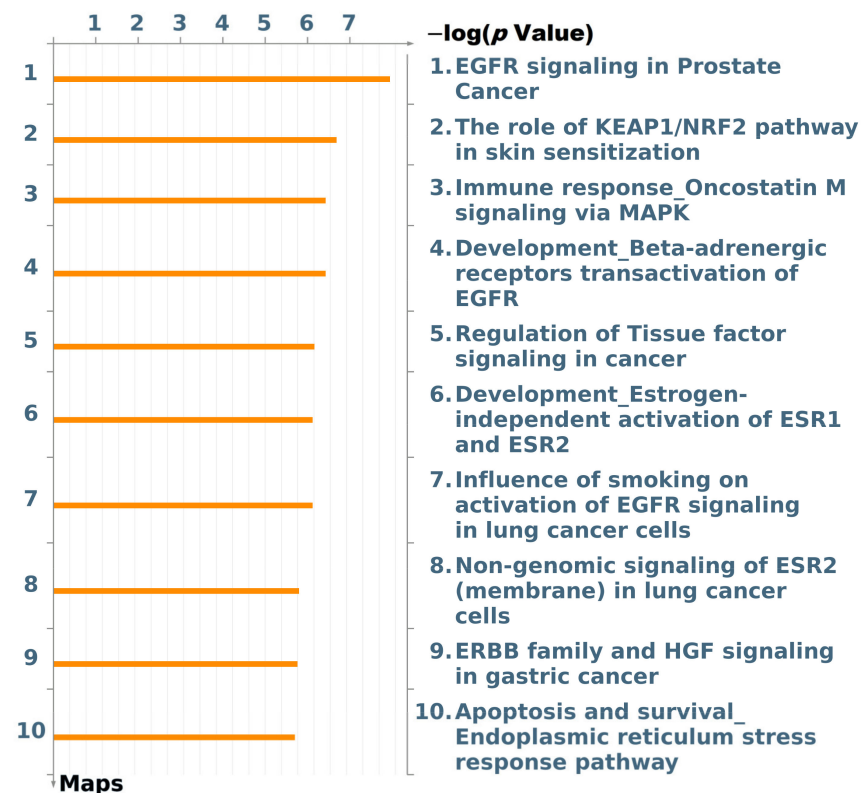 1 2 3 4 5 6 7
−log(p Value)
1
1. EGFR signaling in Prostate
Cancer
2
2. The role of KEAP1/NRF2 pathway
in skin sensitization
3
3. Immune response_Oncostatin M
signaling via MAPK
4
4. Development_Beta-adrenergic
receptors transactivation of
EGFR
5
5. Regulation of Tissue factor
signaling in cancer
6
6. Development_Estrogen-
independent activation of ESR1
and ESR2
7
7. Influence of smoking on
activation of EGFR signaling
in lung cancer cells
8
8. Non-genomic signaling of ESR2
(membrane) in lung cancer
cells
9
9. ERBB family and HGF signaling
in gastric cancer
10
10. Apoptosis and survival_
Endoplasmic reticulum stress
response pathway
Maps